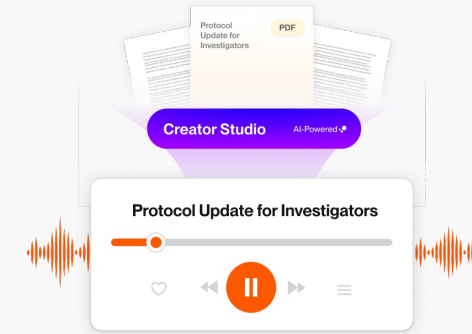 Protocol
Update for
Investigators
PDF
Creator Studio
AI-Powered
Protocol Update for Investigators